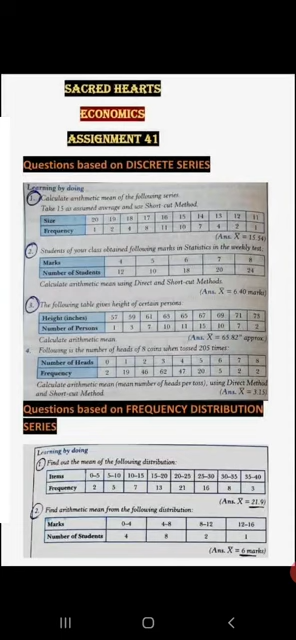 SACRED HEARTS
ECONOMICS
ASSIGNMENT 41
Questions based on DISCRETE SERIES
Learning by doing
1. Calculate arithmetic mean of the following series.
Take 15 as assumed average and use Short-cut Method.
Size 20 19 18 17 16 15 14 13 12 11
Frequency 1 2 4 8 11 10 7 4 2 1
(Ans. X̄ = 15.54)
2. Students of your class obtained following marks in Statistics in the weekly test.
Marks 4 5 6 7 8
Number of Students 12 10 18 20 24
Calculate arithmetic mean using Direct and Short-cut Methods
(Ans. X̄ = 6.40 marks)
3. The following table gives height of certain persons
Height (inches) 57 59 61 63 65 67 69 71 73
Number of Persons 1 3 7 10 11 15 10 7 2
Calculate arithmetic mean (Ans. X̄ = 65.82" approx.)
4. Following is the number of heads of 8 coins when tossed 205 times:
Number of Heads 0 1 2 3 4 5 6 7 8
Frequency 2 19 46 62 47 20 5 2 2
Calculate arithmetic mean (mean number of heads per toss), using Direct Method
and Short-cut Method. (Ans. X̄ = 3.15)
Questions based on FREQUENCY DISTRIBUTION
SERIES
Learning by doing
1. Find out the mean of the following distribution:
Items 0–5 5–10 10–15 15–20 20–25 25–30 30–35 35–40
Frequency 2 5 7 13 21 16 8 3
(Ans. X̄ = 21.9)
2. Find arithmetic mean from the following distribution:
Marks 0–4 4–8 8–12 12–16
Number of Students 4 8 2 1
(Ans. X̄ = 6 marks)